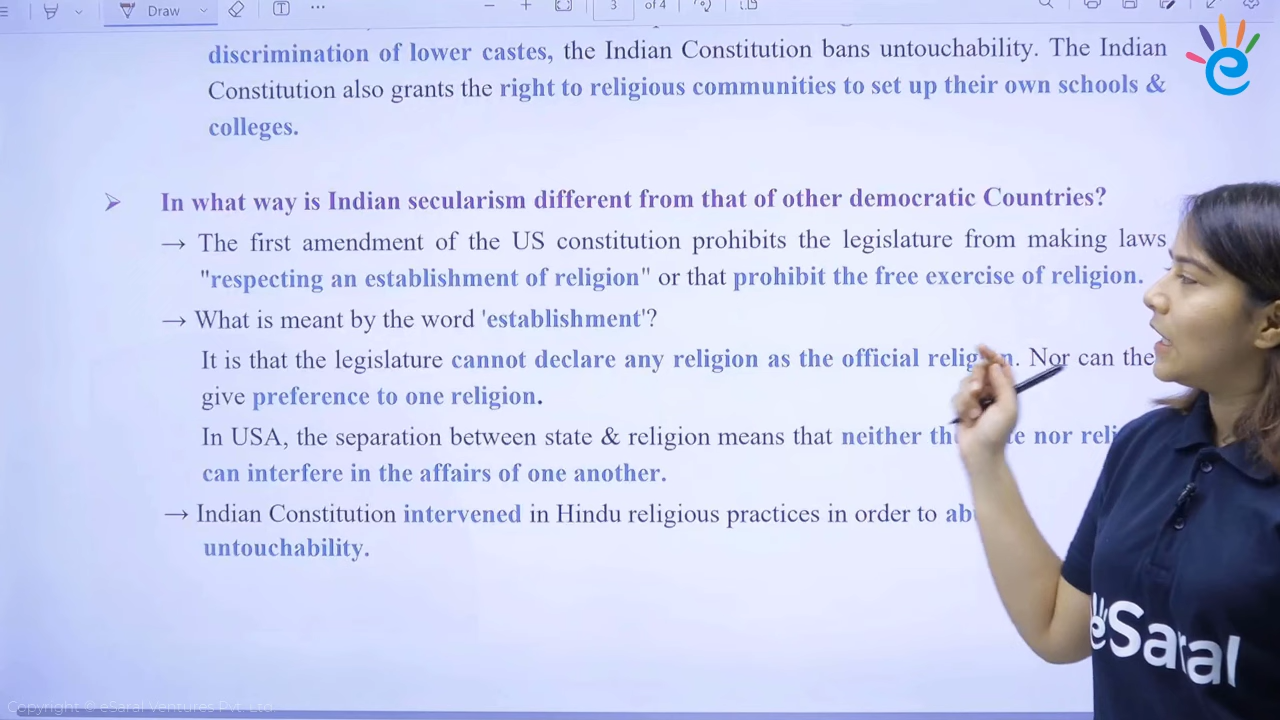 Draw
3 of 4
discrimination of lower castes, the Indian Constitution bans untouchability. The Indian
Constitution also grants the right to religious communities to set up their own schools &
colleges.
➢ In what way is Indian secularism different from that of other democratic Countries?
→ The first amendment of the US constitution prohibits the legislature from making laws
"respecting an establishment of religion" or that prohibit the free exercise of religion.
→ What is meant by the word 'establishment'?
It is that the legislature cannot declare any religion as the official religion. Nor can the
give preference to one religion.
In USA, the separation between state & religion means that neither the nor
can interfere in the affairs of one another.
→ Indian Constitution intervened in Hindu religious practices in order to
untouchability.
eSaral
Copyright © eSaral Ventures Pvt. Ltd.